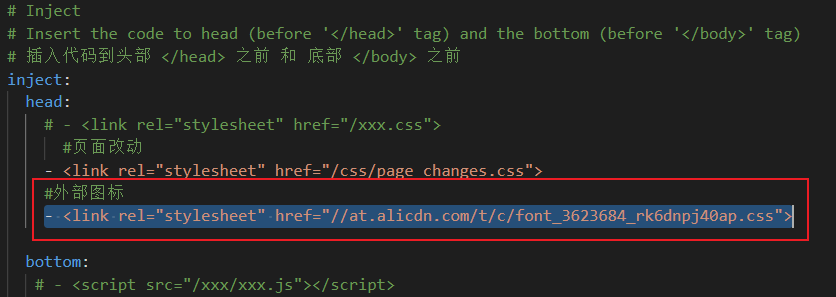 # Inject
# Insert the code to head (before '</head>' tag) and the bottom (before '</body>' tag)
# 插入代码到头部 </head> 之前 和 底部 </body> 之前
inject:
head:
# - <link rel="stylesheet" href="/xxx.css">
#页面改动
- <link rel="stylesheet" href="/css/page_changes.css">
#外部图标
- <link rel="stylesheet" href="//at.alicdn.com/t/c/font_3623684_rk6dnpj40ap.css">
bottom:
# - <script src="/xxx/xxx.js"></script>